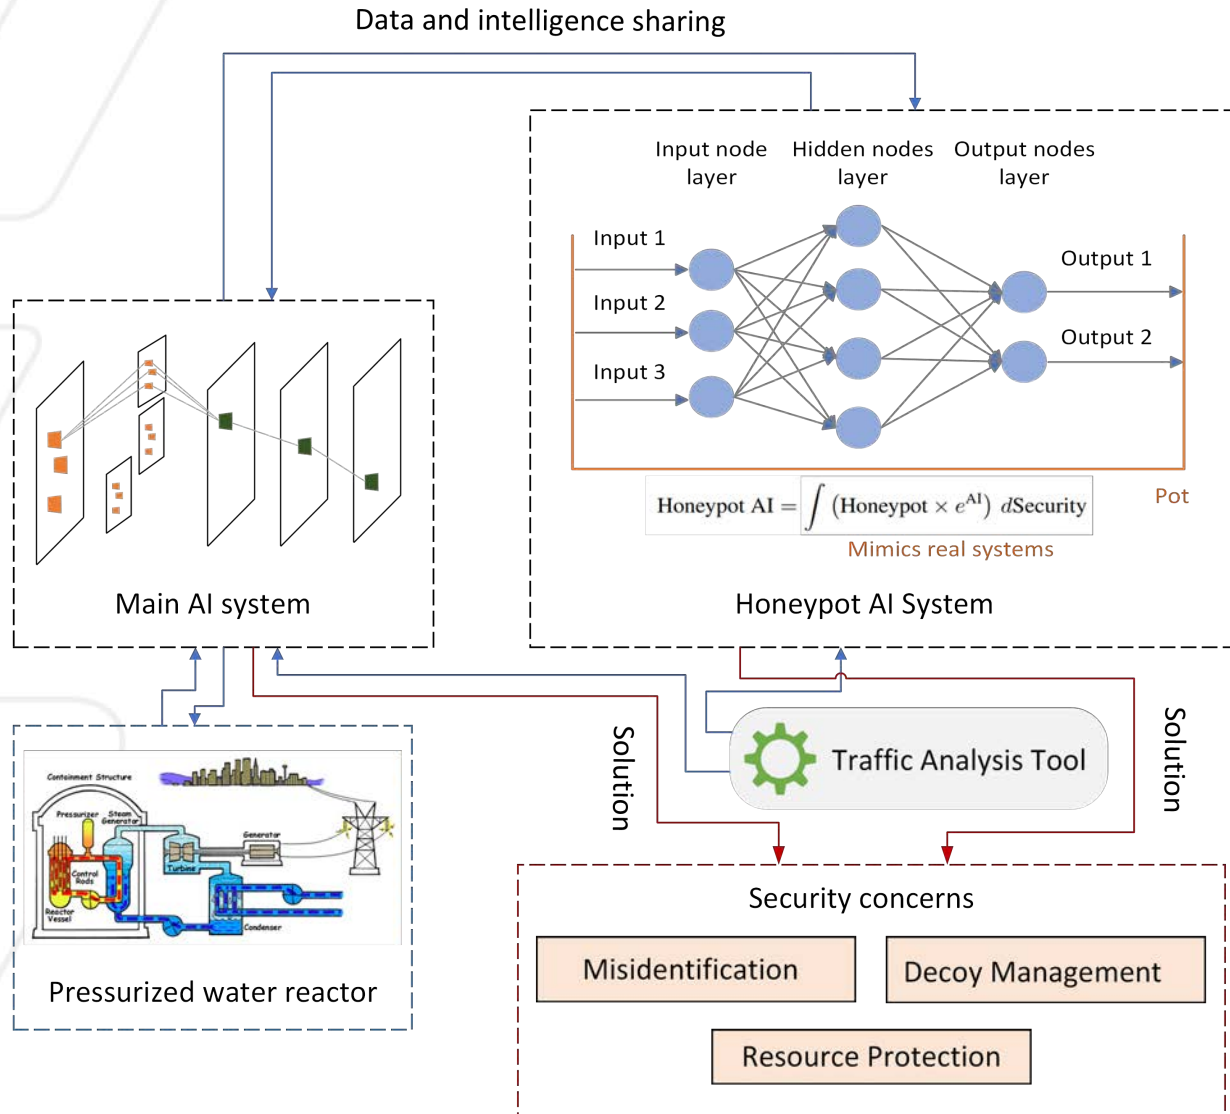 Data and intelligence sharing
Input node
layer
Hidden nodes
layer
Output nodes
layer
Input 1
Input 2
Input 3
Output 1
Output 2
Pot
Honeypot AI = ∫ (Honeypot × e^AI) dSecurity
Mimics real systems
Main AI system
Honeypot AI System
Solution
Traffic Analysis Tool
Solution
Containment Structure
Pressurizer
Steam
Generator
Control
Rods
Reactor
Vessel
Turbine
Generator
Condenser
Pressurized water reactor
Security concerns
Misidentification
Decoy Management
Resource Protection